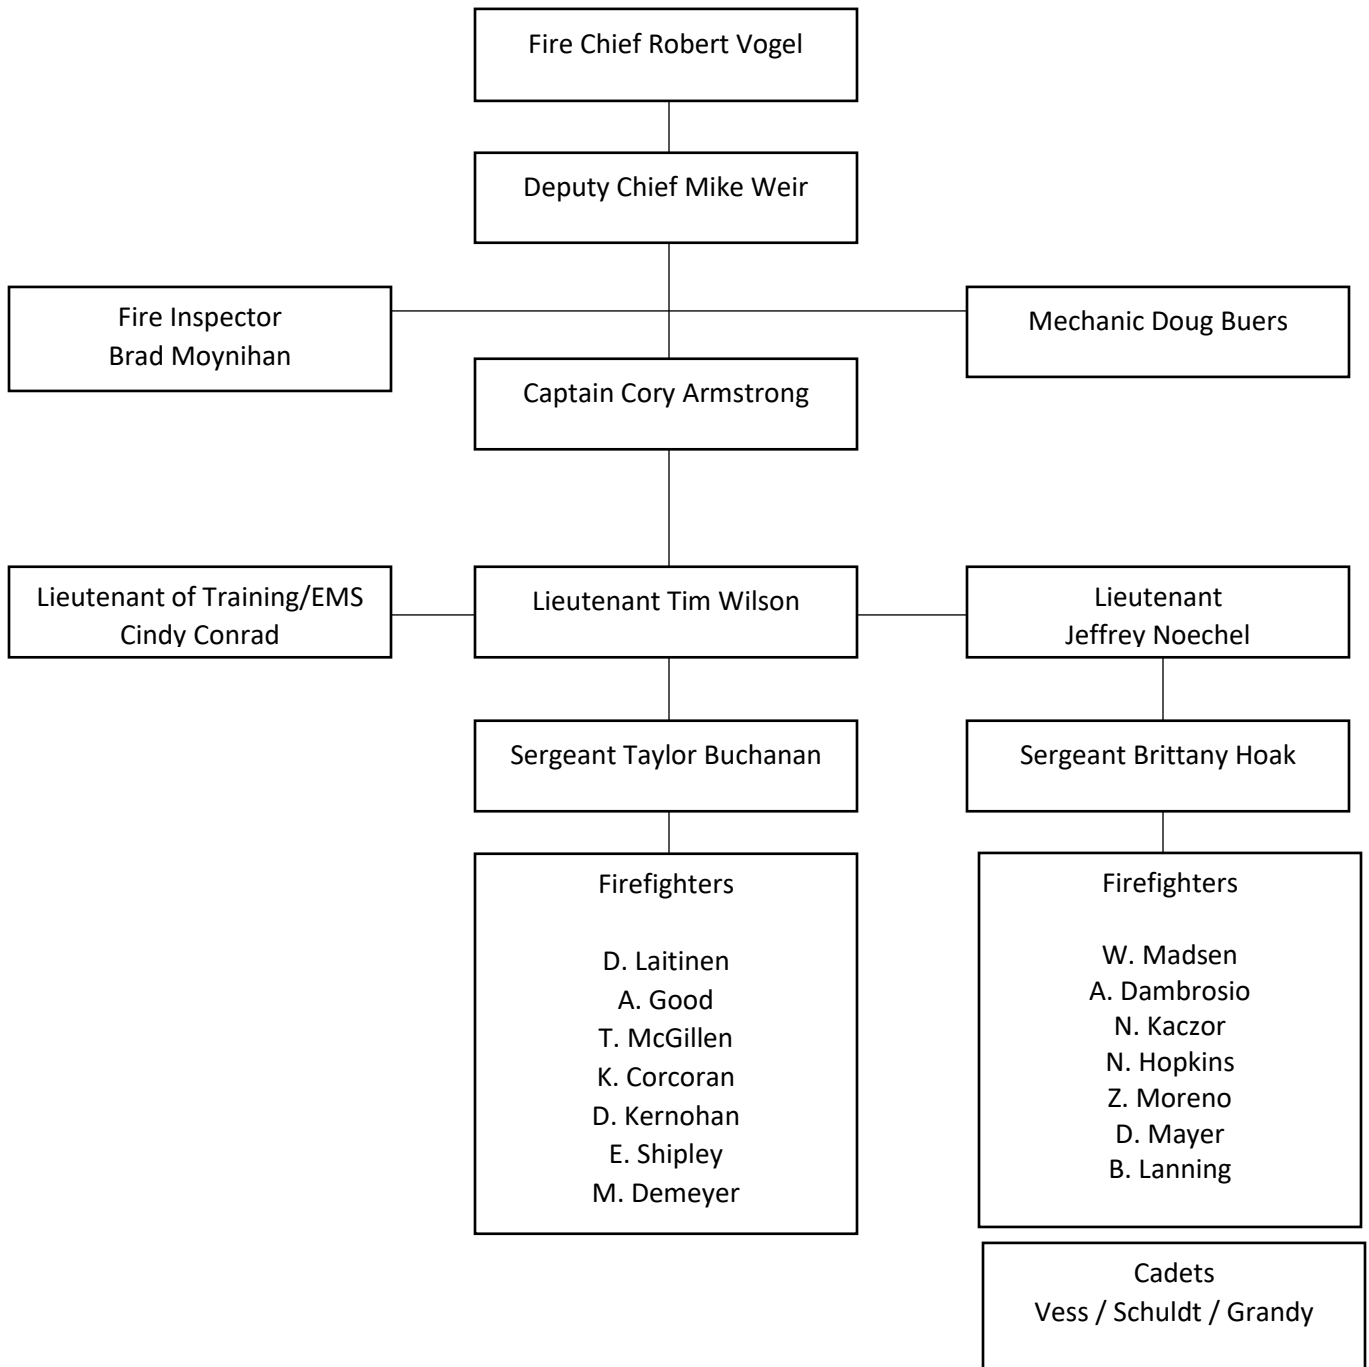 Fire Chief Robert Vogel
Deputy Chief Mike Weir
Fire Inspector
Brad Moynihan
Mechanic Doug Buers
Captain Cory Armstrong
Lieutenant of Training/EMS
Cindy Conrad
Lieutenant Tim Wilson
Lieutenant
Jeffrey Noechel
Sergeant Taylor Buchanan
Sergeant Brittany Hoak
Firefighters
D. Laitinen
A. Good
T. McGillen
K. Corcoran
D. Kernohan
E. Shipley
M. Demeyer
Firefighters
W. Madsen
A. Dambrosio
N. Kaczor
N. Hopkins
Z. Moreno
D. Mayer
B. Lanning
Cadets
Vess / Schuldt / Grandy